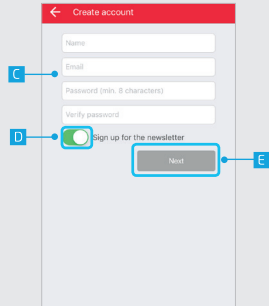 Create account
Name
Email
C
Password (min. 8 characters)
Verify password
D
Sign up for the newsletter
Next
E